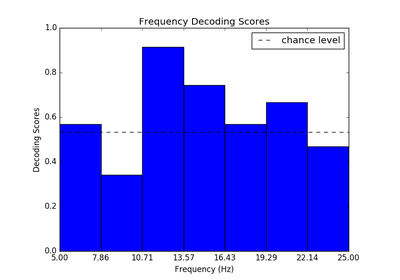 Frequency Decoding Scores
chance level
1.0
0.8
0.6
0.4
0.2
0.0
Decoding Scores
5.00 7.86 10.71 13.57 16.43 19.29 22.14 25.00
Frequency (Hz)